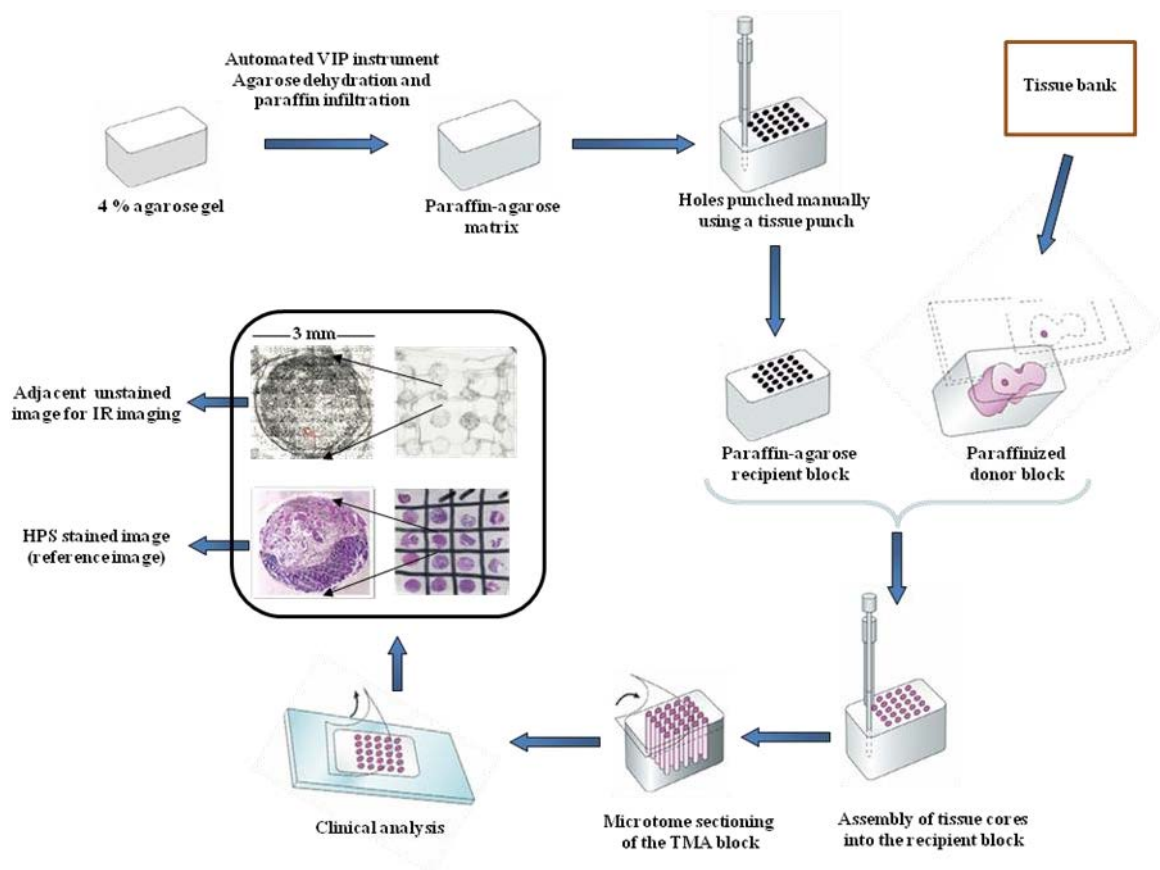 Automated VIP instrument
Agarose dehydration and
paraffin infiltration
Tissue bank
4 % agarose gel
Paraffin-agarose
matrix
Holes punched manually
using a tissue punch
3 mm
Adjacent unstained
image for IR imaging
Paraffin-agarose
recipient block
Paraffinized
donor block
HPS stained image
(reference image)
Clinical analysis
Microtome sectioning
of the TMA block
Assembly of tissue cores
into the recipient block